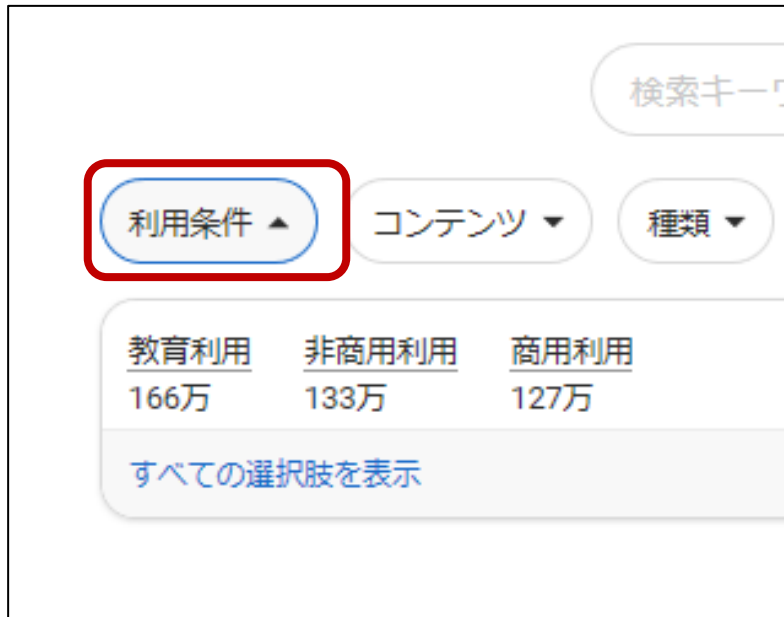 検索キー
利用条件 ▲ コンテンツ ▼ 種類 ▼
教育利用 非商用利用 商用利用
166万 133万 127万
すべての選択肢を表示